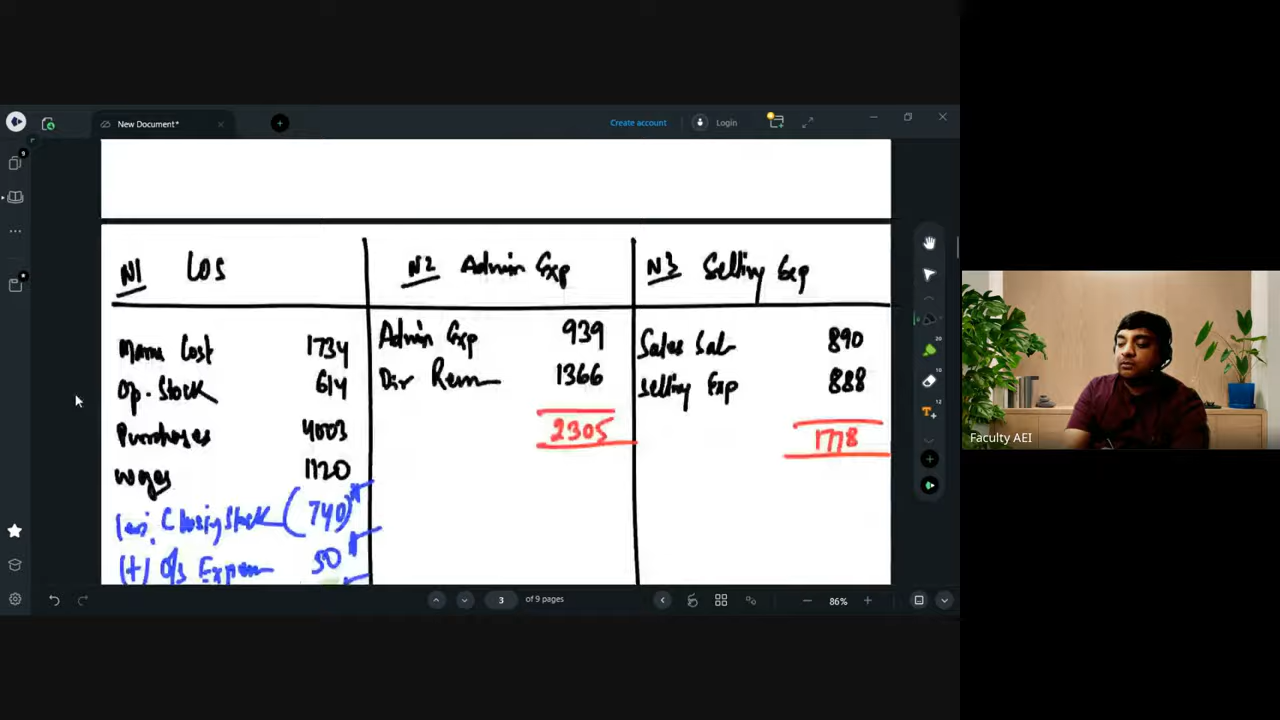 New Document*
Create account
Login
N1 COS
N2 Admin Exp
N3 Selling Exp
Manu Cost 1734
Op. Stock 614
Purchases 4003
Wages 1120
Closing Stock (740)
(+) O/s Expen 50
Admin Exp 939
Dir Rem 1366
2305
Sales Sal 890
Selling Exp 888
1778
Faculty AEI
3 of 9 pages
86%